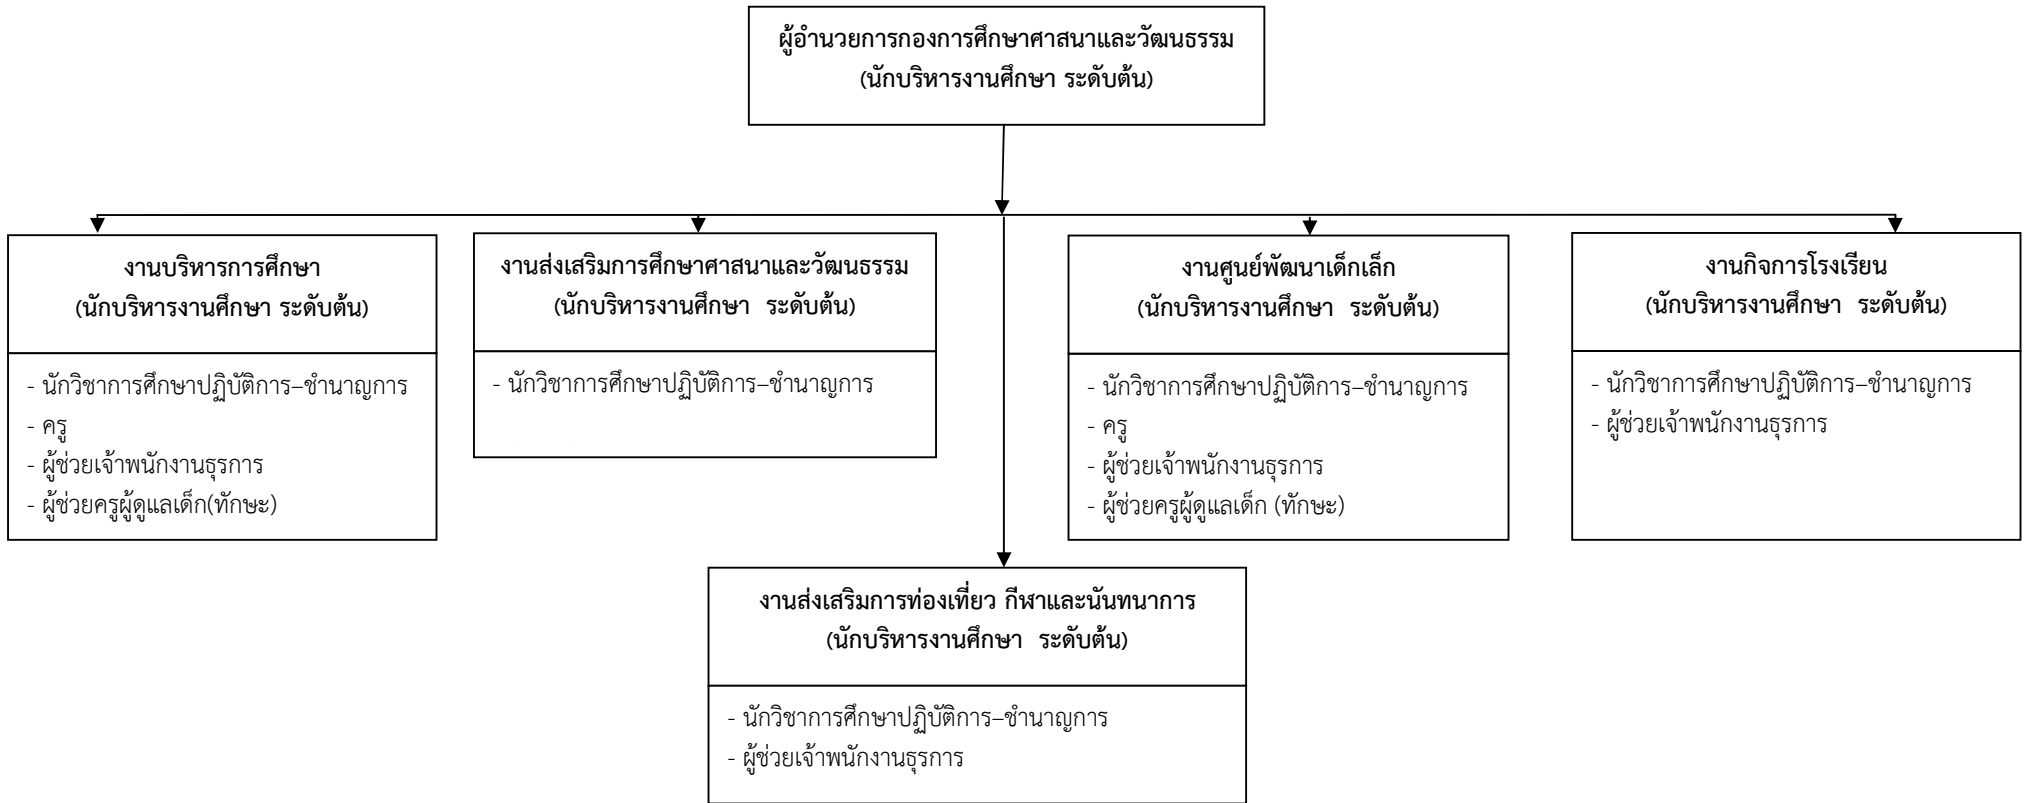 ผู้อำนวยการกองการศึกษาศาสนาและวัฒนธรรม
(นักบริหารงานศึกษา ระดับต้น)
งานบริหารการศึกษา
(นักบริหารงานศึกษา ระดับต้น)
- นักวิชาการศึกษาปฏิบัติการ–ชำนาญการ
- ครู
- ผู้ช่วยเจ้าพนักงานธุรการ
- ผู้ช่วยครูผู้ดูแลเด็ก(ทักษะ)
งานส่งเสริมการศึกษาศาสนาและวัฒนธรรม
(นักบริหารงานศึกษา ระดับต้น)
- นักวิชาการศึกษาปฏิบัติการ–ชำนาญการ
งานศูนย์พัฒนาเด็กเล็ก
(นักบริหารงานศึกษา ระดับต้น)
- นักวิชาการศึกษาปฏิบัติการ–ชำนาญการ
- ครู
- ผู้ช่วยเจ้าพนักงานธุรการ
- ผู้ช่วยครูผู้ดูแลเด็ก (ทักษะ)
งานกิจการโรงเรียน
(นักบริหารงานศึกษา ระดับต้น)
- นักวิชาการศึกษาปฏิบัติการ–ชำนาญการ
- ผู้ช่วยเจ้าพนักงานธุรการ
งานส่งเสริมการท่องเที่ยว กีฬาและนันทนาการ
(นักบริหารงานศึกษา ระดับต้น)
- นักวิชาการศึกษาปฏิบัติการ–ชำนาญการ
- ผู้ช่วยเจ้าพนักงานธุรการ